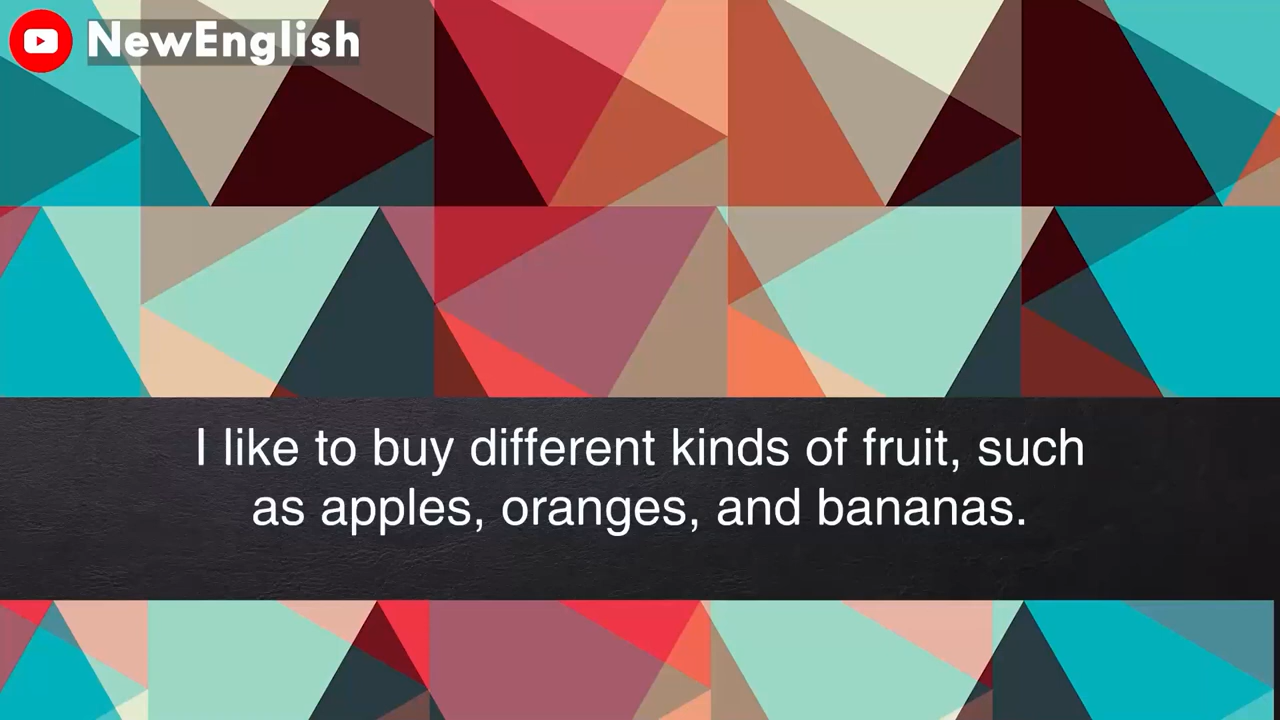 NewEnglish
I like to buy different kinds of fruit, such
as apples, oranges, and bananas.